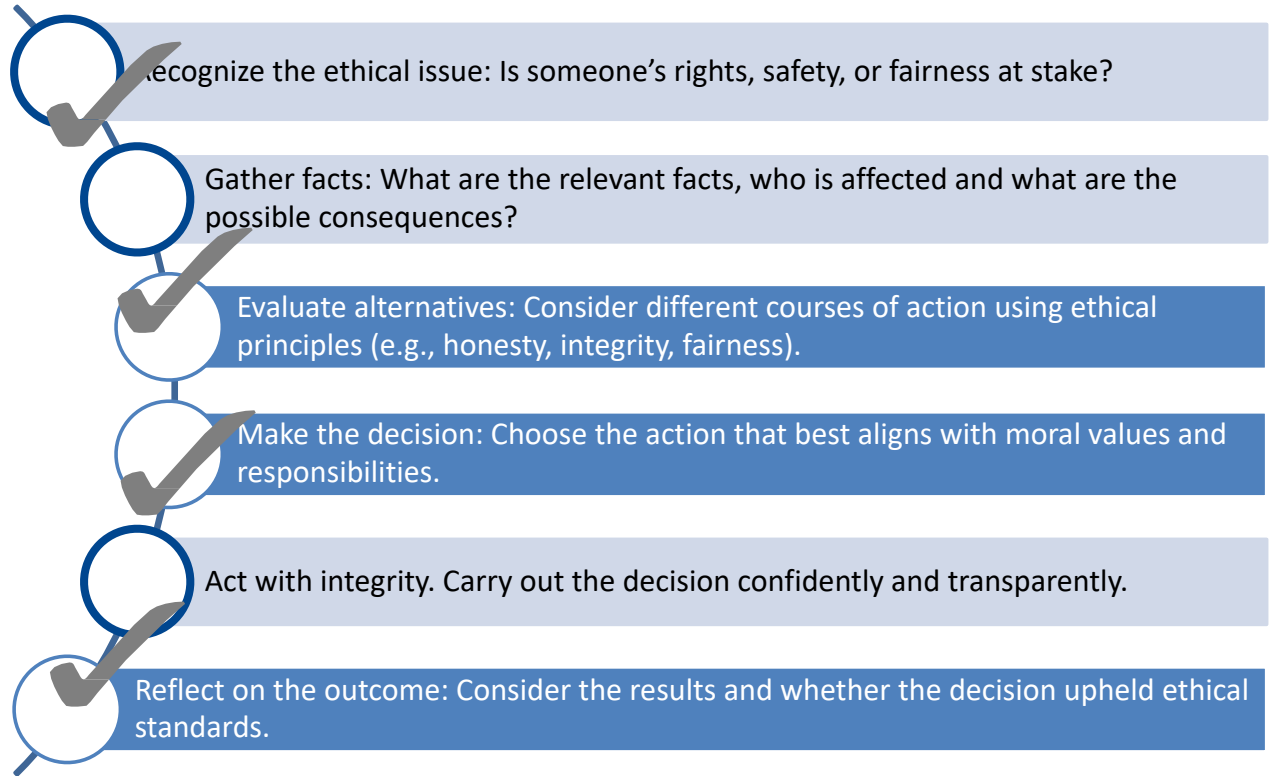 Recognize the ethical issue: Is someone’s rights, safety, or fairness at stake?
Gather facts: What are the relevant facts, who is affected and what are the
possible consequences?
Evaluate alternatives: Consider different courses of action using ethical
principles (e.g., honesty, integrity, fairness).
Make the decision: Choose the action that best aligns with moral values and
responsibilities.
Act with integrity. Carry out the decision confidently and transparently.
Reflect on the outcome: Consider the results and whether the decision upheld ethical
standards.